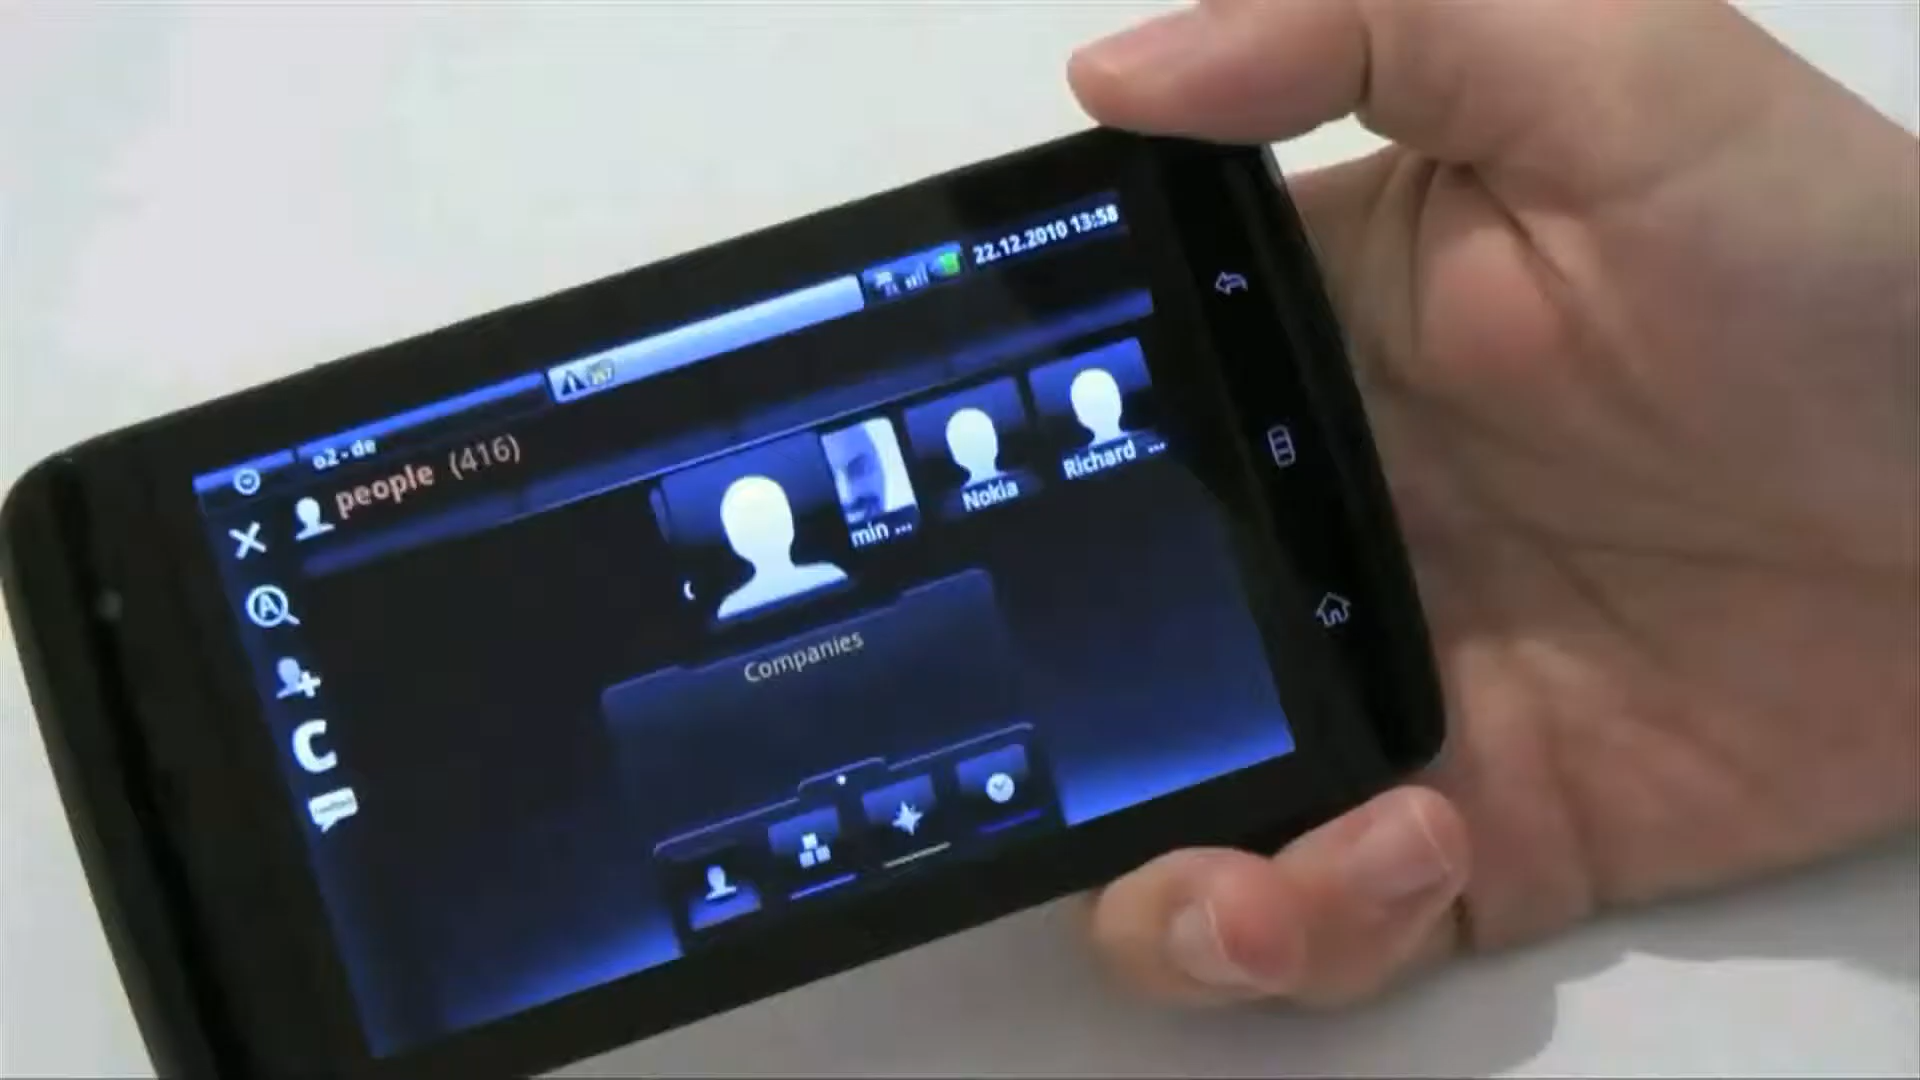 22.12.2010 13:58
o2 - de
people (416)
Richard ...
Nokia
min ...
A
Companies
C